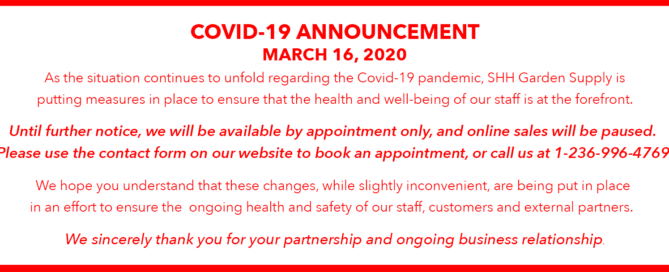 COVID-19 ANNOUNCEMENT
MARCH 16, 2020
As the situation continues to unfold regarding the Covid-19 pandemic, SHH Garden Supply is
putting measures in place to ensure that the health and well-being of our staff is at the forefront.
Until further notice, we will be available by appointment only, and online sales will be paused.
Please use the contact form on our website to book an appointment, or call us at 1-236-996-4769
We hope you understand that these changes, while slightly inconvenient, are being put in place
in an effort to ensure the ongoing health and safety of our staff, customers and external partners.
We sincerely thank you for your partnership and ongoing business relationship.